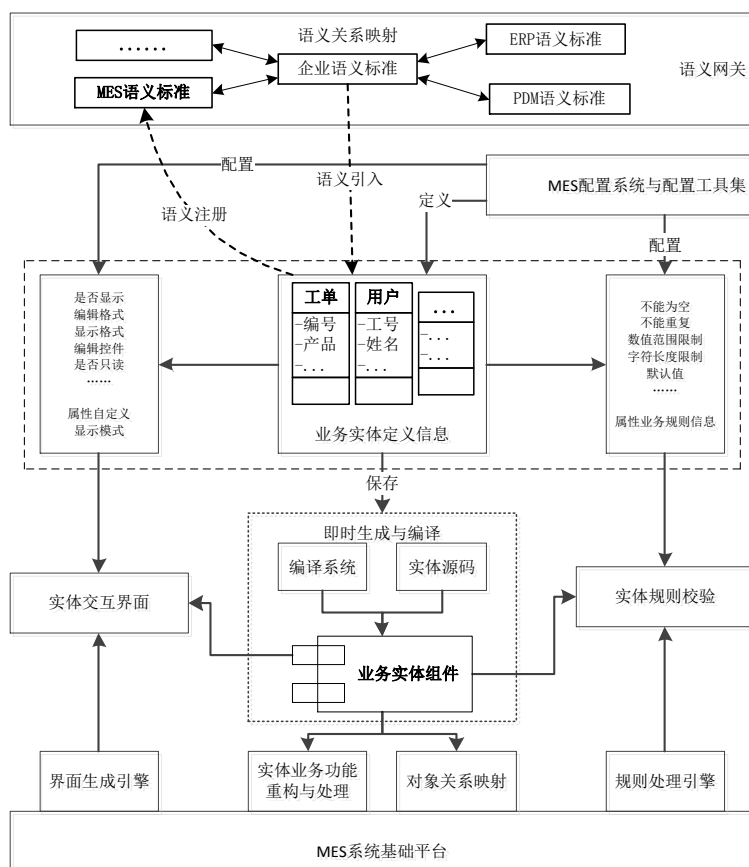 语义关系映射
......
ERP语义标准
企业语义标准
语义网关
MES语义标准
PDM语义标准
配置
语义引入
MES配置系统与配置工具集
语义注册
定义
配置
是否显示
编辑格式
显示格式
编辑控件
是否只读
……
属性自定义
显示模式
工单
-编号
-产品
-...
用户
-工号
-姓名
-...
...
-...
-...
业务实体定义信息
不能为空
不能重复
数值范围限制
字符长度限制
默认值
……
属性业务规则信息
保存
即时生成与编译
编译系统
实体源码
实体交互界面
实体规则校验
业务实体组件
界面生成引擎
实体业务功能
重构与处理
对象关系映射
规则处理引擎
MES系统基础平台